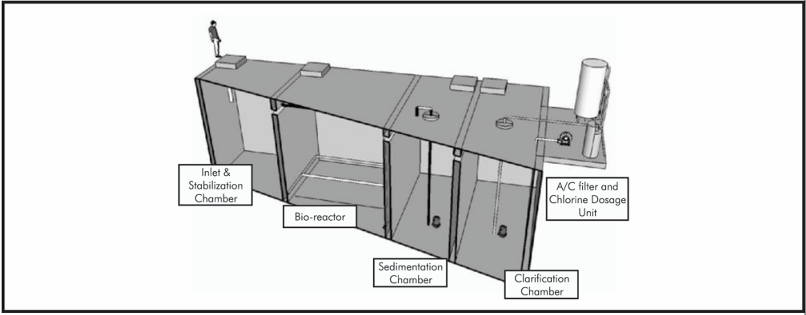 Inlet &
Stabilization
Chamber
Bio-reactor
Sedimentation
Chamber
Clarification
Chamber
A/C filter and
Chlorine Dosage
Unit